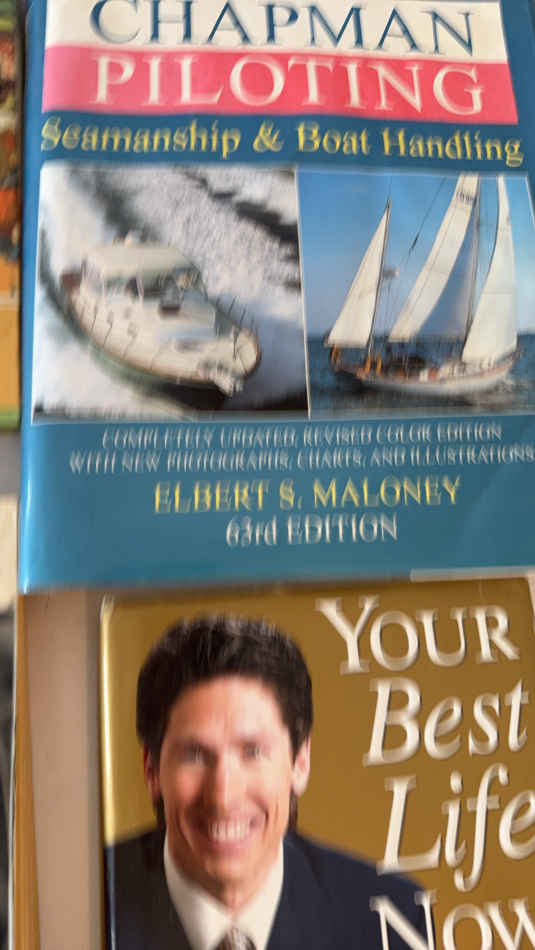 CHAPMAN
PILOTING
Seamanship & Boat Handling
COMPLETELY UPDATED, REVISED COLOR EDITION
WITH NEW PHOTOGRAPHS, CHARTS, AND ILLUSTRATIONS
ELBERT S. MALONEY
63rd EDITION
YOUR
Best
Life
NOW